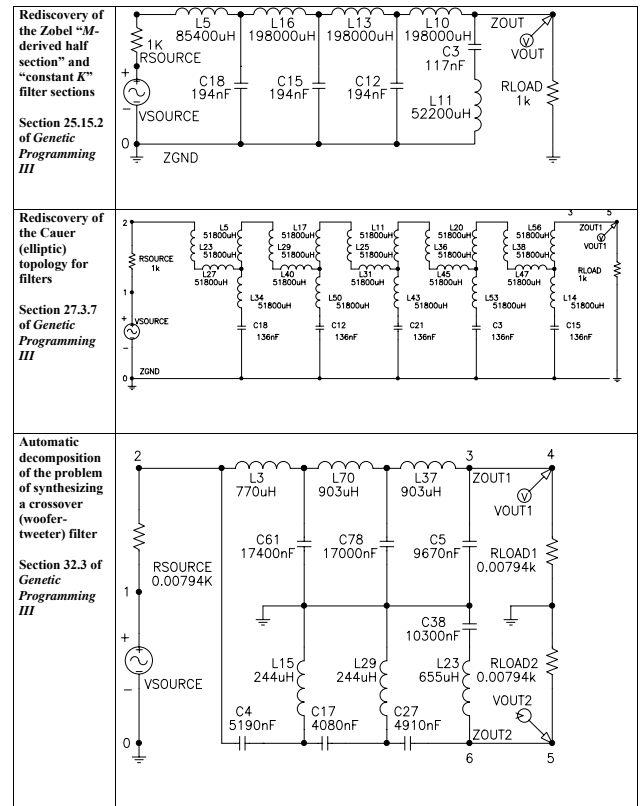 Rediscovery of
the Zobel “M-
derived half
section” and
“constant K”
filter sections
Section 25.15.2
of Genetic
Programming
III
L5
85400uH
L16
198000uH
L13
198000uH
L10
198000uH
ZOUT
VOUT
V
1K
RSOURCE
C3
117nF
C18
194nF
C15
194nF
C12
194nF
RLOAD
1k
L11
52200uH
+
VSOURCE
-
0
ZGND
Rediscovery of
the Cauer
(elliptic)
topology for
filters
Section 27.3.7
of Genetic
Programming
III
3 5
2
L5
51800uH
L17
51800uH
L11
51800uH
L20
51800uH
L56
51800uH
ZOUT1
V
VOUT1
L23
51800uH
L29
51800uH
L25
51800uH
L36
51800uH
L38
51800uH
RSOURCE
1k
RLOAD
1k
L27
51800uH
L40
51800uH
L31
51800uH
L45
51800uH
L47
51800uH
1
L34
51800uH
L50
51800uH
L43
51800uH
L53
51800uH
L14
51800uH
+
VSOURCE
-
C18
136nF
C12
136nF
C21
136nF
C3
136nF
C15
136nF
ZGND
0
Automatic
decomposition
of the problem
of synthesizing
a crossover
(woofer-
tweeter) filter
Section 32.3 of
Genetic
Programming
III
2
3
4
L3
770uH
L70
903uH
L37
903uH
ZOUT1
V
VOUT1
C61
17400nF
C78
17000nF
C5
9670nF
RLOAD1
0.00794k
RSOURCE
0.00794K
1
C38
10300nF
+
VSOURCE
-
L15
244uH
L29
244uH
L23
655uH
RLOAD2
0.00794k
VOUT2
V
C4
5190nF
C17
4080nF
C27
4910nF
ZOUT2
0
6
5